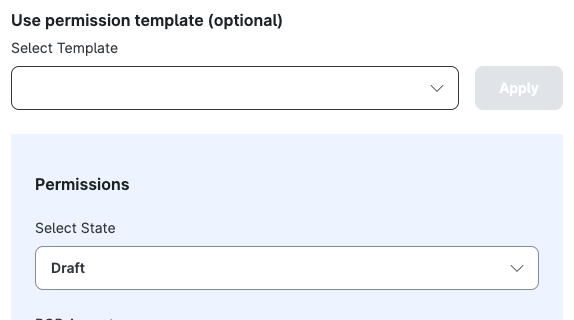 Use permission template (optional)
Select Template
Apply
Permissions
Select State
Draft